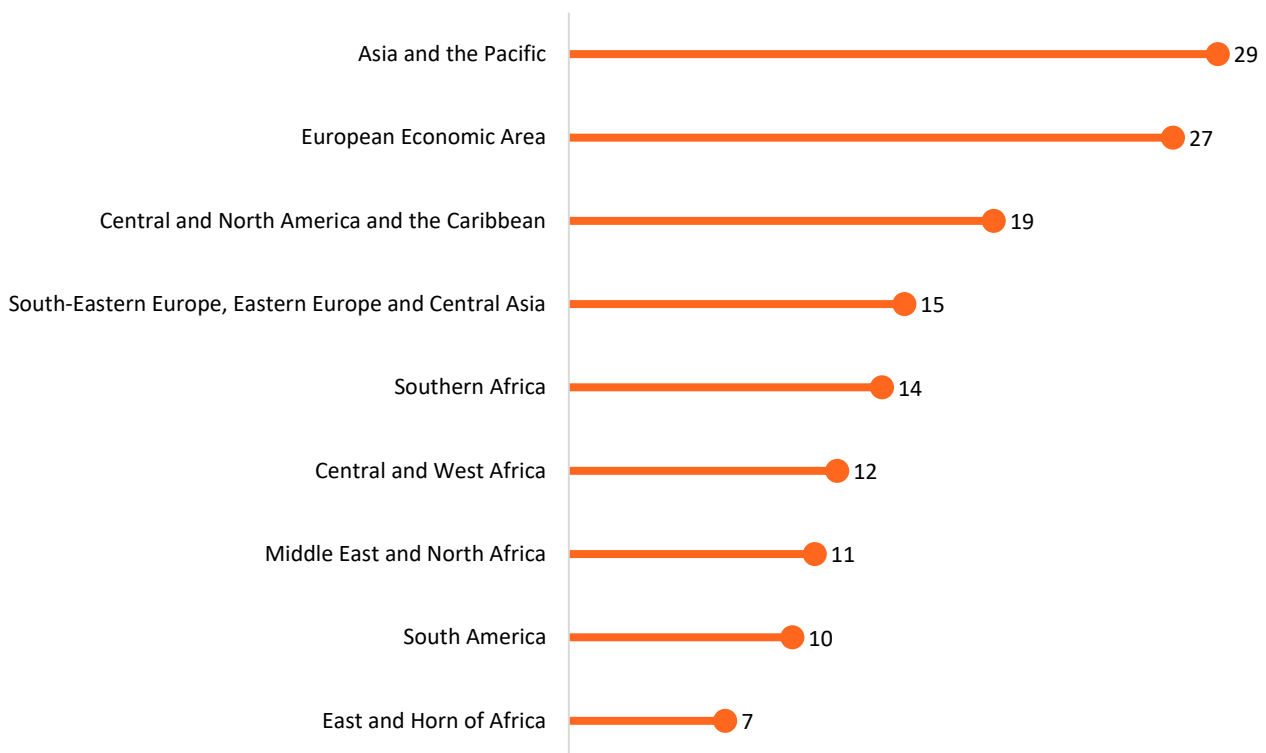 Asia and the Pacific 29
European Economic Area 27
Central and North America and the Caribbean 19
South-Eastern Europe, Eastern Europe and Central Asia 15
Southern Africa 14
Central and West Africa 12
Middle East and North Africa 11
South America 10
East and Horn of Africa 7